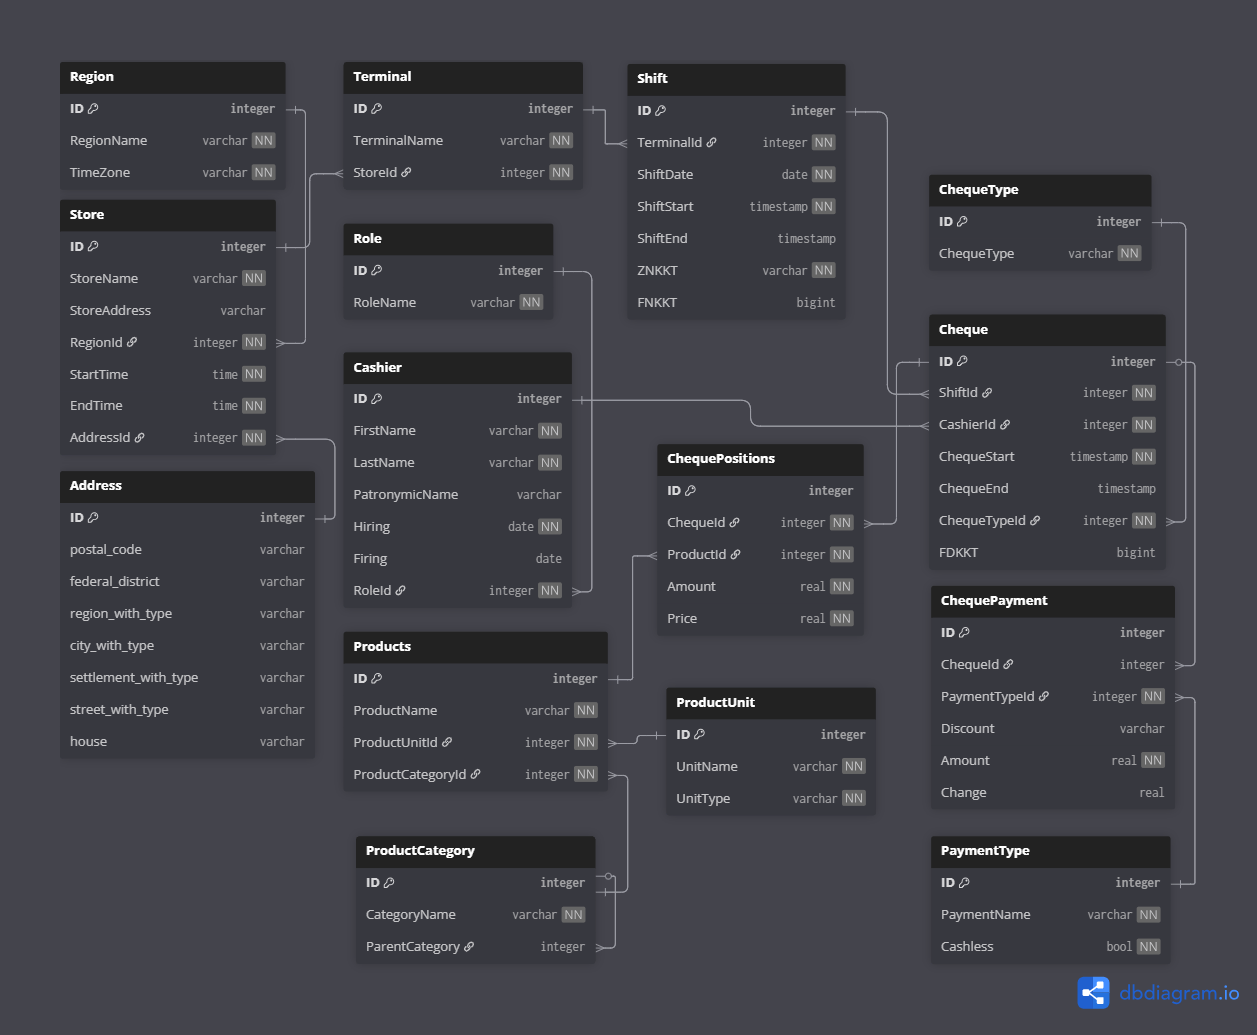 Region
ID integer
RegionName varchar NN
TimeZone varchar NN
Store
ID integer
StoreName varchar NN
StoreAddress varchar
RegionId integer NN
StartTime time NN
EndTime time NN
AddressId integer NN
Address
ID integer
postal_code varchar
federal_district varchar
region_with_type varchar
city_with_type varchar
settlement_with_type varchar
street_with_type varchar
house varchar
Terminal
ID integer
TerminalName varchar NN
StoreId integer NN
Role
ID integer
RoleName varchar NN
Cashier
ID integer
FirstName varchar NN
LastName varchar NN
PatronymicName varchar
Hiring date NN
Firing date
RoleId integer NN
Products
ID integer
ProductName varchar NN
ProductUnitId integer NN
ProductCategoryId integer NN
ProductCategory
ID integer
CategoryName varchar NN
ParentCategory integer
Shift
ID integer
TerminalId integer NN
ShiftDate date NN
ShiftStart timestamp NN
ShiftEnd timestamp
ZNKKT varchar NN
FNKKT bigint
ChequePositions
ID integer
ChequeId integer NN
ProductId integer NN
Amount real NN
Price real NN
ProductUnit
ID integer
UnitName varchar NN
UnitType varchar NN
ChequeType
ID integer
ChequeType varchar NN
Cheque
ID integer
ShiftId integer NN
CashierId integer NN
ChequeStart timestamp NN
ChequeEnd timestamp
ChequeTypeId integer NN
FDKKT bigint
ChequePayment
ID integer
ChequeId integer
PaymentTypeId integer NN
Discount varchar
Amount real NN
Change real
PaymentType
ID integer
PaymentName varchar NN
Cashless bool NN
dbdiagram.io